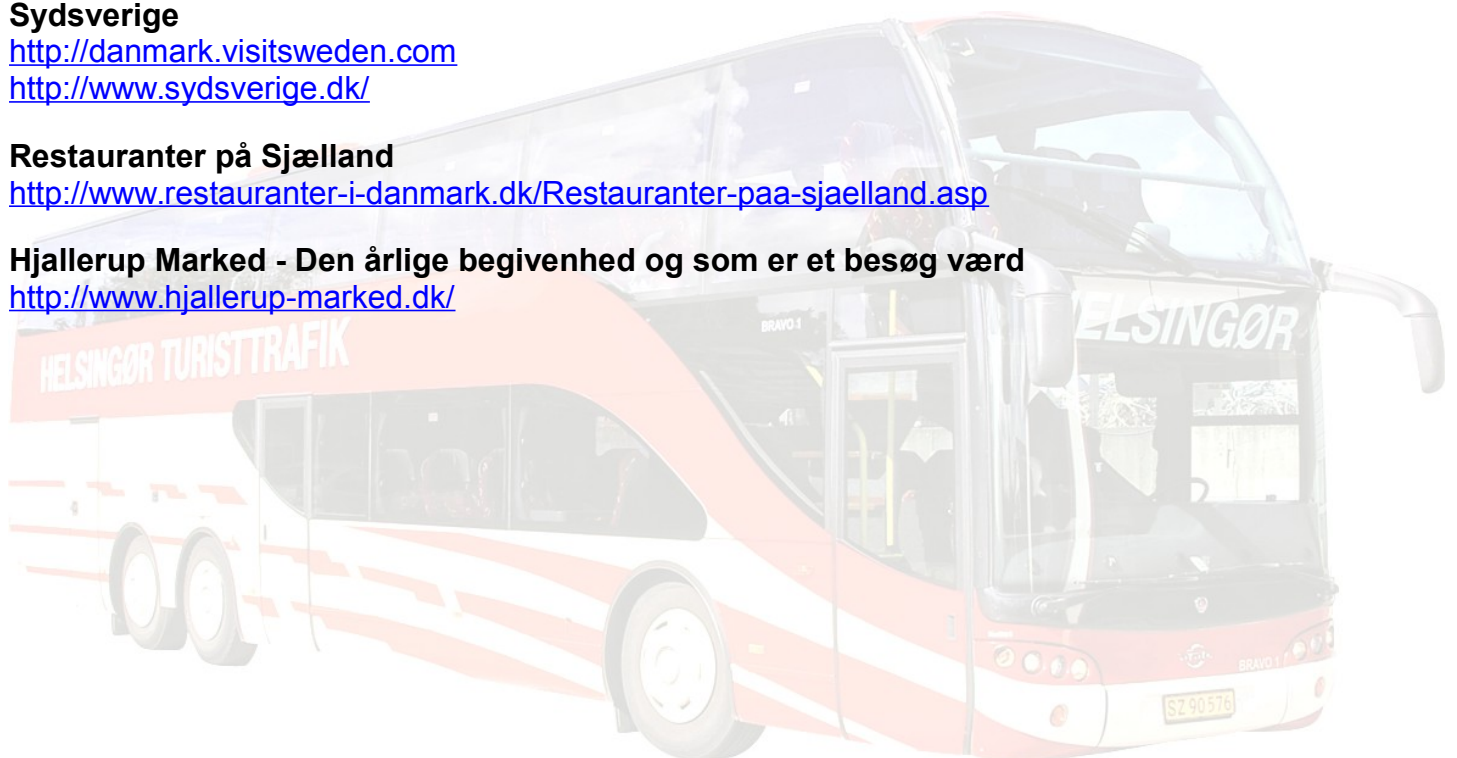 Sydsverige
http://danmark.visitsweden.com
http://www.sydsverige.dk/
Restauranter på Sjælland
http://www.restauranter-i-danmark.dk/Restauranter-paa-sjaelland.asp
Hjallerup Marked - Den årlige begivenhed og som er et besøg værd
http://www.hjallerup-marked.dk/
HELSINGØR TURISTTRAFIK
BRAVO 1
HELSINGØR
BRAVO 1
SZ 90576